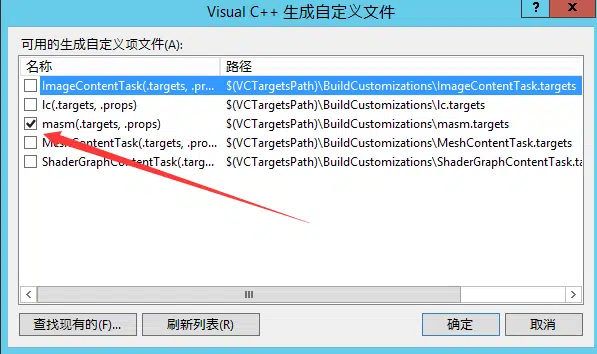 Visual C++ 生成自定义文件
? X
可用的生成自定义项文件(A):
名称 路径
ImageContentTask(.targets, .pr... $(VCTargetsPath)\BuildCustomizations\ImageContentTask.targets
lc(.targets, .props) $(VCTargetsPath)\BuildCustomizations\lc.targets
masm(.targets, .props) $(VCTargetsPath)\BuildCustomizations\masm.targets
MeshContentTask(.targets, .pro... $(VCTargetsPath)\BuildCustomizations\MeshContentTask.targets
ShaderGraphContentTask(.targ... $(VCTargetsPath)\BuildCustomizations\ShaderGraphContentTask.ta
查找现有的(F)... 刷新列表(R) 确定 取消